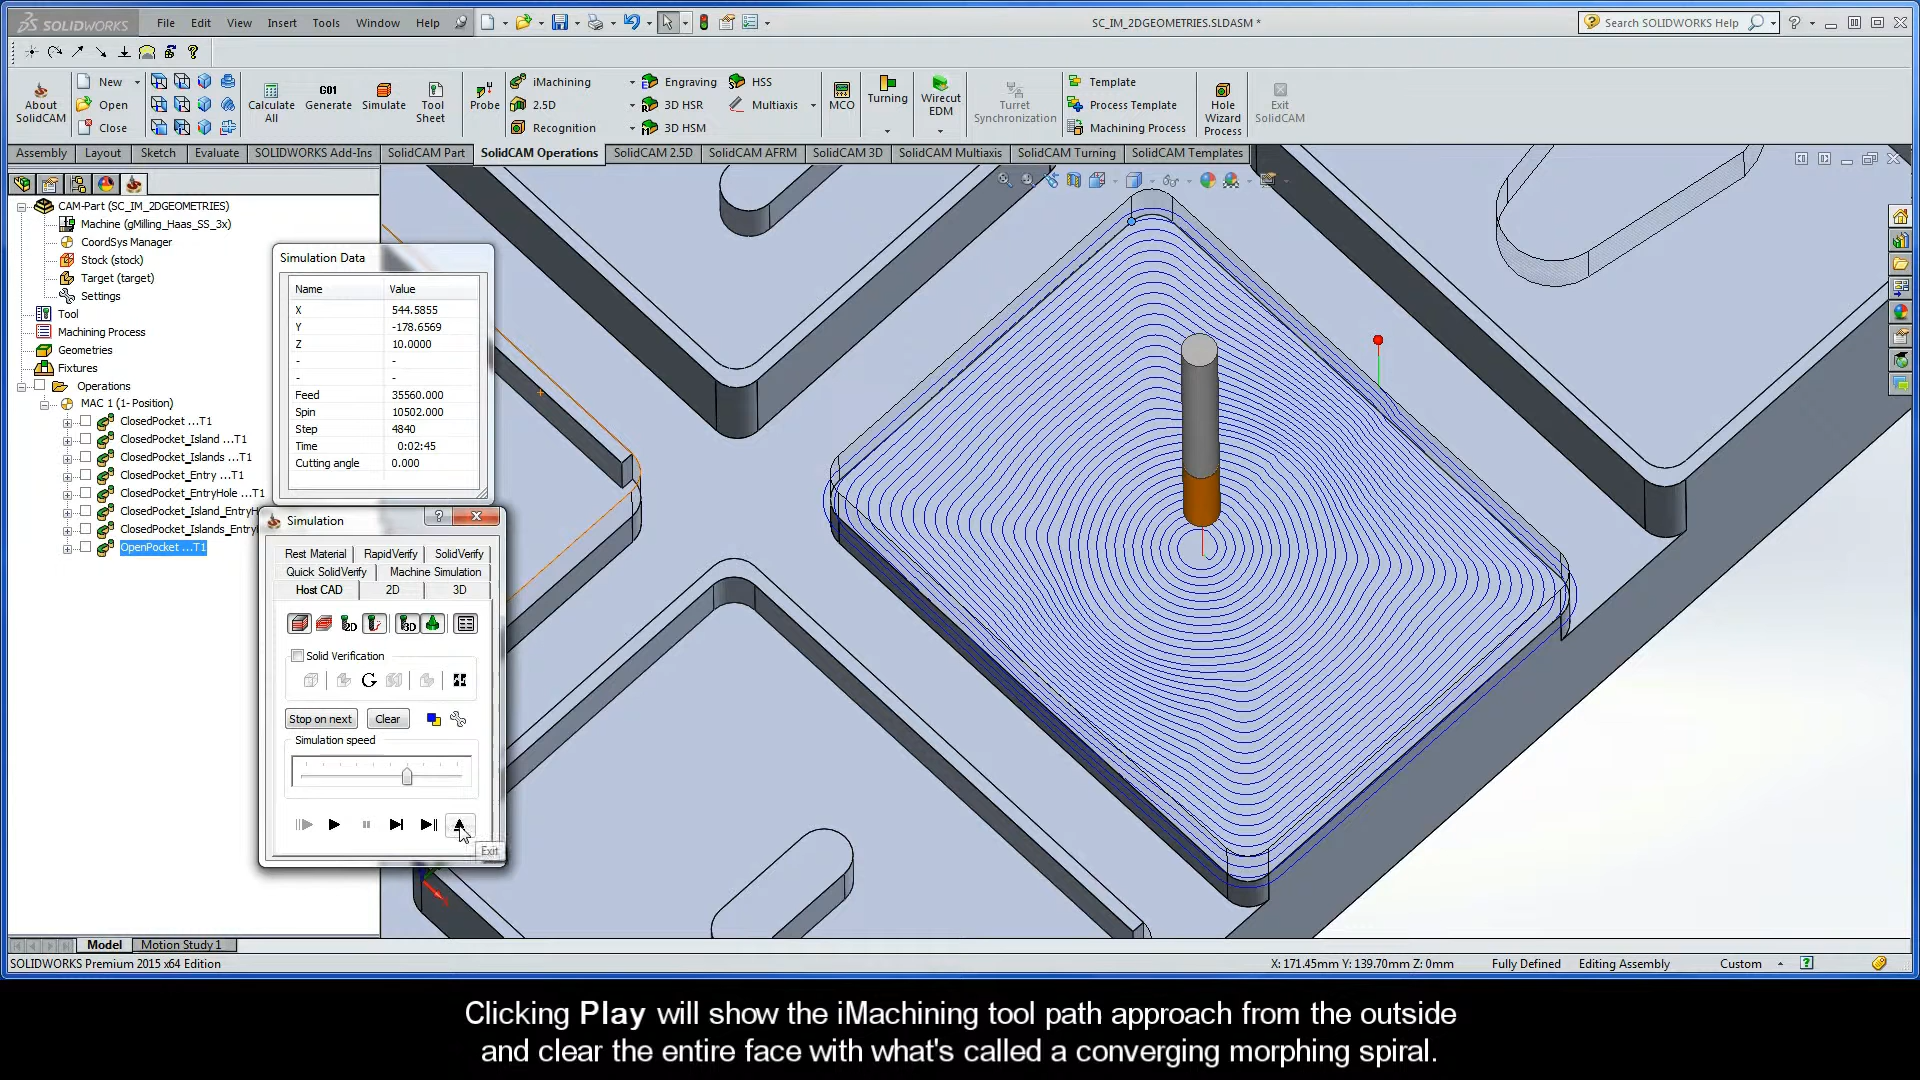 SOLIDWORKS File Edit View Insert Tools Window Help SC_IM_2DGEOMETRIES.SLDASM * Search SOLIDWORKS Help
About SolidCAM
New
Open
Close
Calculate All
G01
Generate
Simulate
Tool Sheet
Probe
iMachining
2.5D
Recognition
Engraving
3D HSR
3D HSM
HSS
Multiaxis
MCO
Turning
Wirecut EDM
Turret Synchronization
Template
Process Template
Machining Process
Hole Wizard Process
Exit SolidCAM
Assembly Layout Sketch Evaluate SOLIDWORKS Add-Ins SolidCAM Part SolidCAM Operations SolidCAM 2.5D SolidCAM AFRM SolidCAM 3D SolidCAM Multiaxis SolidCAM Turning SolidCAM Templates
CAM-Part (SC_IM_2DGEOMETRIES)
Machine (gMilling_Haas_SS_3x)
CoordSys Manager
Stock (stock)
Target (target)
Settings
Tool
Machining Process
Geometries
Fixtures
Operations
MAC 1 (1- Position)
ClosedPocket ...T1
ClosedPocket_Island ...T1
ClosedPocket_Islands ...T1
ClosedPocket_Entry ...T1
ClosedPocket_EntryHole ...T1
ClosedPocket_Island_EntryH
ClosedPocket_Islands_Entry
OpenPocket ...T1
Simulation Data
Name Value
X 544.5855
Y -178.6569
Z 10.0000
- -
- -
Feed 35560.000
Spin 10502.000
Step 4840
Time 0:02:45
Cutting angle 0.000
Simulation
Rest Material RapidVerify SolidVerify
Quick SolidVerify Machine Simulation
Host CAD 2D 3D
2D 3D
Solid Verification
Stop on next Clear
Simulation speed
Exit
Model Motion Study 1
SOLIDWORKS Premium 2015 x64 Edition X: 171.45mm Y: 139.70mm Z: 0mm Fully Defined Editing Assembly Custom
Clicking Play will show the iMachining tool path approach from the outside
and clear the entire face with what's called a converging morphing spiral.